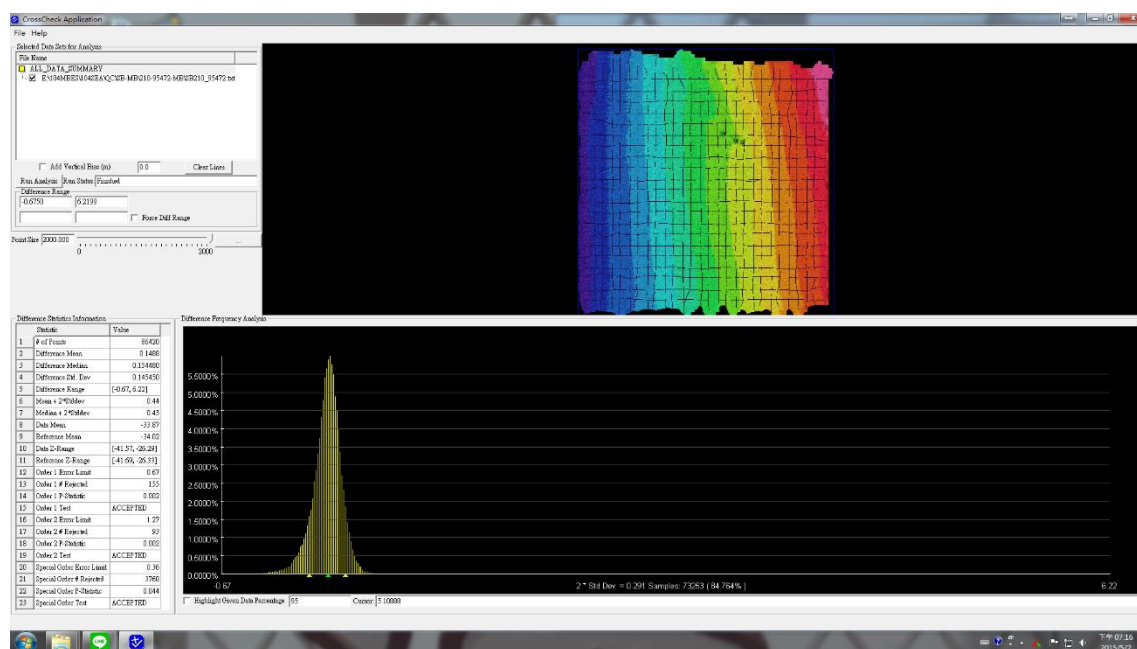 CrossCheck Application
File Help
Selected Data Sets for Analysis
File Name
ALL_DATA_SUMMARY
Add Vertical Bias (m) 0.0 Clear Lines
Run Analysis Run Status: Finished
Difference Range
-0.6750 6.2199
Force Diff Range
Point Size 2000.000 ...
0 2000
Difference Statistics Information
Statistic Value
1 # of Points 86420
2 Difference Mean 0.1488
3 Difference Median 0.154480
4 Difference Std. Dev 0.145450
5 Difference Range [-0.67, 6.22]
6 Mean + 2*Stddev 0.44
7 Median + 2*Stddev 0.45
8 Data Mean -33.87
9 Reference Mean -34.02
10 Data Z-Range [-41.57, -26.29]
11 Reference Z-Range [-41.69, -26.33]
12 Order 1 Error Limit 0.67
13 Order 1 # Rejected 155
14 Order 1 P-Statistic 0.002
15 Order 1 Test ACCEPTED
16 Order 2 Error Limit 1.27
17 Order 2 # Rejected 93
18 Order 2 P-Statistic 0.002
19 Order 2 Test ACCEPTED
20 Special Order Error Limit 0.36
21 Special Order # Rejected 3768
22 Special Order P-Statistic 0.044
23 Special Order Test ACCEPTED
Difference Frequency Analysis
5.5000%
5.0000%
4.5000%
4.0000%
3.5000%
3.0000%
2.5000%
2.0000%
1.5000%
1.0000%
0.5000%
0.0000%
-0.67 2 * Std Dev. = 0.291 Samples: 73253 ( 84.764% ) 6.22
Highlight Given Data Percentage 95 Cursor: 5.10888
LINE
下午 07:16
2015/5/2